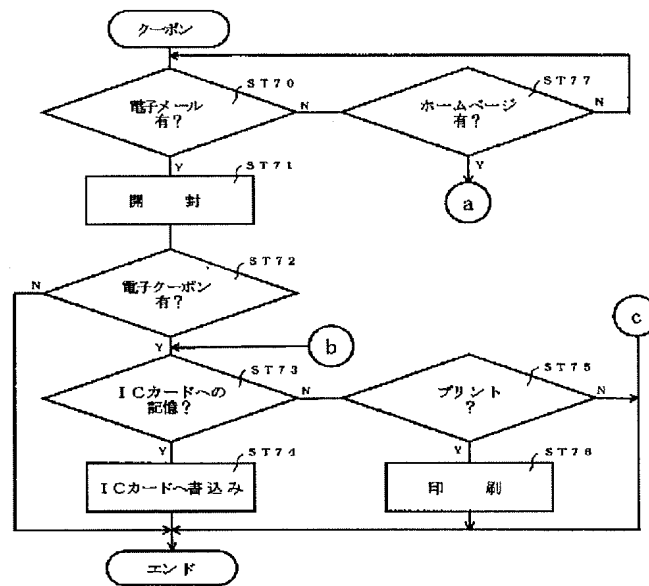 クーポン
ST70
電子メール
有?
N
ST77
ホームページ
有?
N
Y
ST71
開 封
Y
a
ST72
電子クーポン
有?
N
Y
b
c
ST73
ICカードへの
記憶?
N
ST75
プリント
?
N
Y
ST74
ICカードへ書込み
Y
ST76
印 刷
エンド